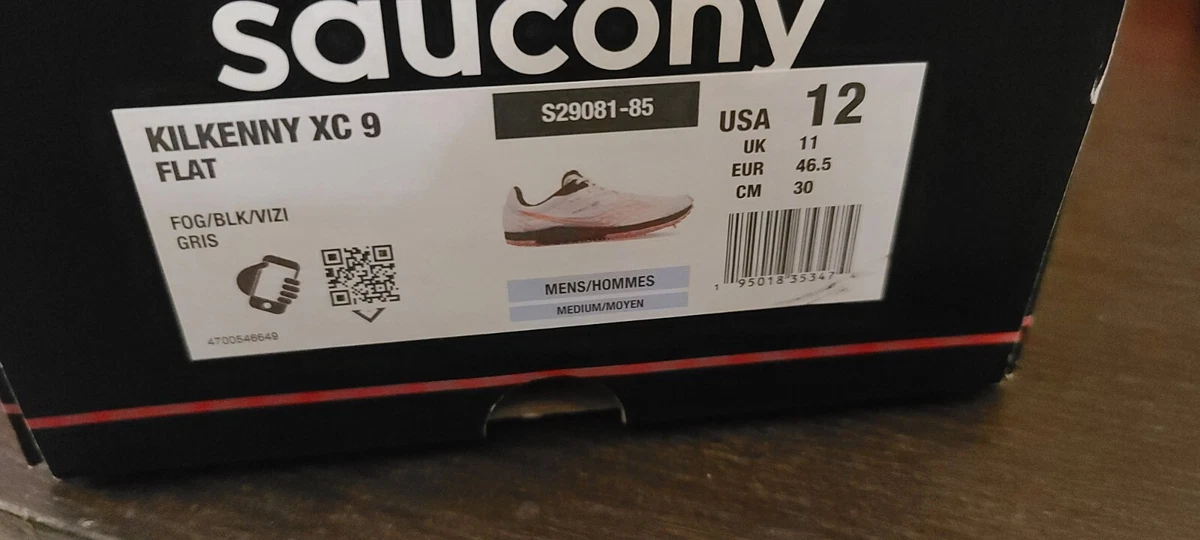 saucony
KILKENNY XC 9
FLAT
FOG/BLK/VIZI
GRIS
4700546649
S29081-85
MENS/HOMMES
MEDIUM/MOYEN
USA 12
UK 11
EUR 46.5
CM 30
1 95018 35347